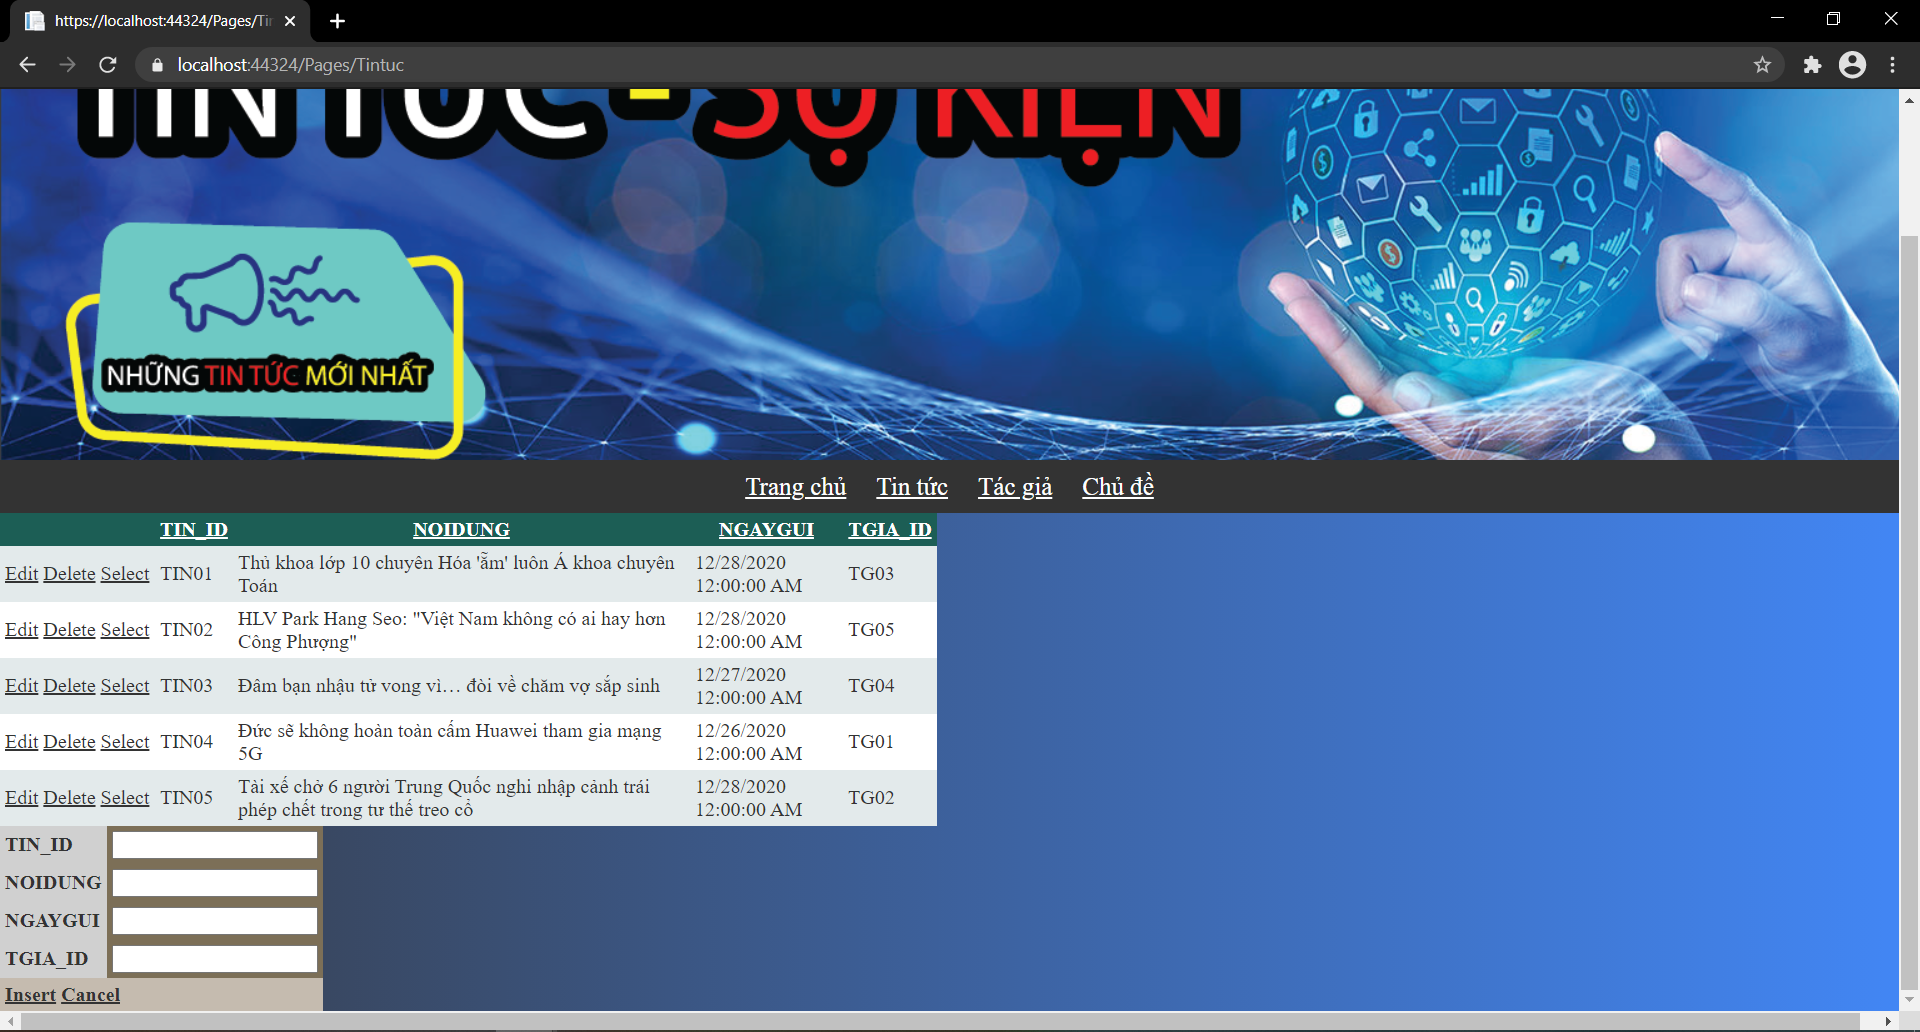 https://localhost:44324/Pages/Tin
localhost:44324/Pages/Tintuc
TIN TỨC - SỰ KIỆN
NHỮNG TIN TỨC MỚI NHẤT
Trang chủ Tin tức Tác giả Chủ đề
TIN_ID NOIDUNG NGAYGUI TGIA_ID
Edit Delete Select TIN01 Thủ khoa lớp 10 chuyên Hóa 'ẵm' luôn Á khoa chuyên Toán 12/28/2020 12:00:00 AM TG03
Edit Delete Select TIN02 HLV Park Hang Seo: "Việt Nam không có ai hay hơn Công Phượng" 12/28/2020 12:00:00 AM TG05
Edit Delete Select TIN03 Đâm bạn nhậu tử vong vì… đòi về chăm vợ sắp sinh 12/27/2020 12:00:00 AM TG04
Edit Delete Select TIN04 Đức sẽ không hoàn toàn cấm Huawei tham gia mạng 5G 12/26/2020 12:00:00 AM TG01
Edit Delete Select TIN05 Tài xế chở 6 người Trung Quốc nghi nhập cảnh trái phép chết trong tư thế treo cổ 12/28/2020 12:00:00 AM TG02
TIN_ID
NOIDUNG
NGAYGUI
TGIA_ID
Insert Cancel